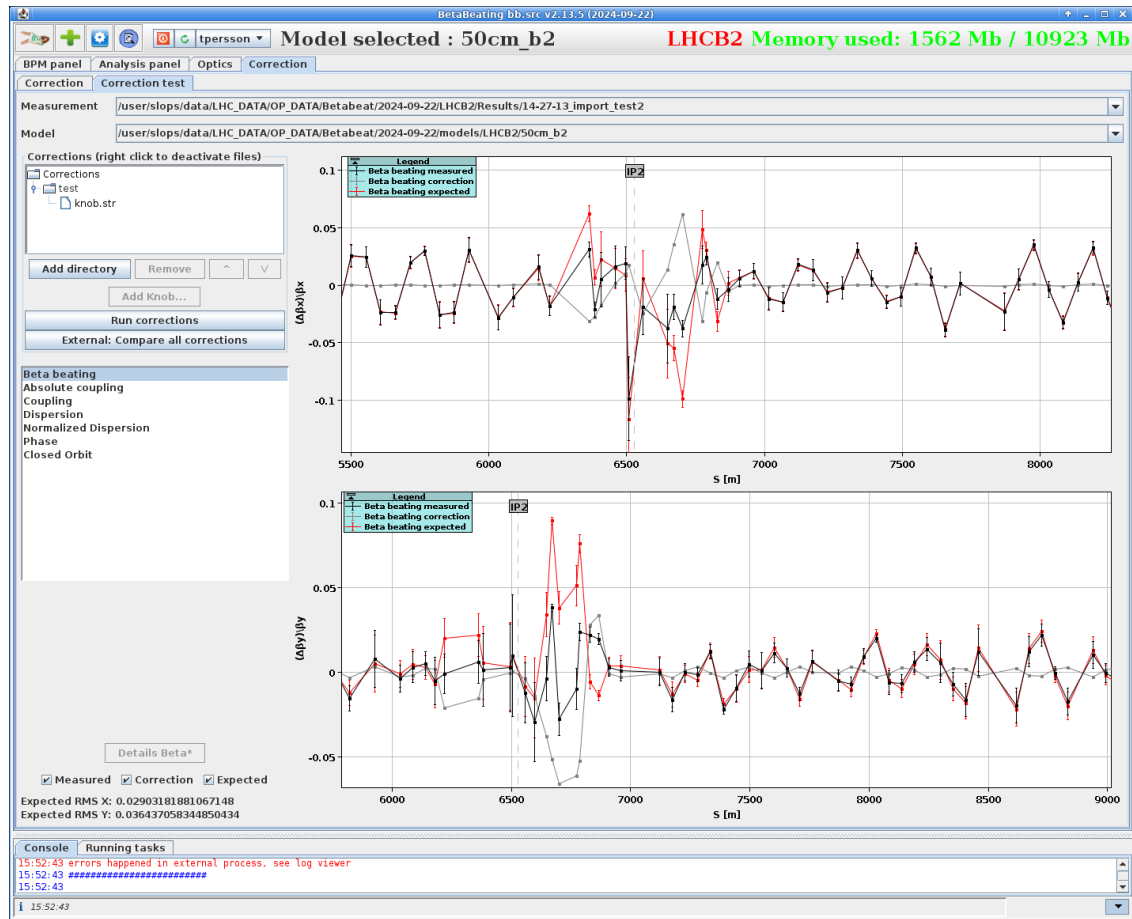 BetaBeating bb.src v2.13.5 (2024-09-22)
tpersson Model selected : 50cm_b2 LHCB2 Memory used: 1562 Mb / 10923 Mb
BPM panel Analysis panel Optics Correction
Correction Correction test
Measurement /user/slops/data/LHC_DATA/OP_DATA/Betabeat/2024-09-22/LHCB2/Results/14-27-13_import_test2
Model /user/slops/data/LHC_DATA/OP_DATA/Betabeat/2024-09-22/models/LHCB2/50cm_b2
Corrections (right click to deactivate files)
Corrections
test
knob.str
Add directory Remove ^ V
Add Knob...
Run corrections
External: Compare all corrections
Beta beating
Absolute coupling
Coupling
Dispersion
Normalized Dispersion
Phase
Closed Orbit
Details Beta*
Measured Correction Expected
Expected RMS X: 0.02903181881067148
Expected RMS Y: 0.036437058344850434
Legend
Beta beating measured
Beta beating correction
Beta beating expected
IP2
(Δβx)\βx
0.1
0.05
0
-0.05
-0.1
5500 6000 6500 7000 7500 8000
S [m]
Legend
Beta beating measured
Beta beating correction
Beta beating expected
IP2
(Δβy)\βy
0.1
0.05
0
-0.05
6000 6500 7000 7500 8000 8500 9000
S [m]
Console Running tasks
15:52:43 errors happened in external process, see log viewer
15:52:43 #########################
15:52:43
15:52:43